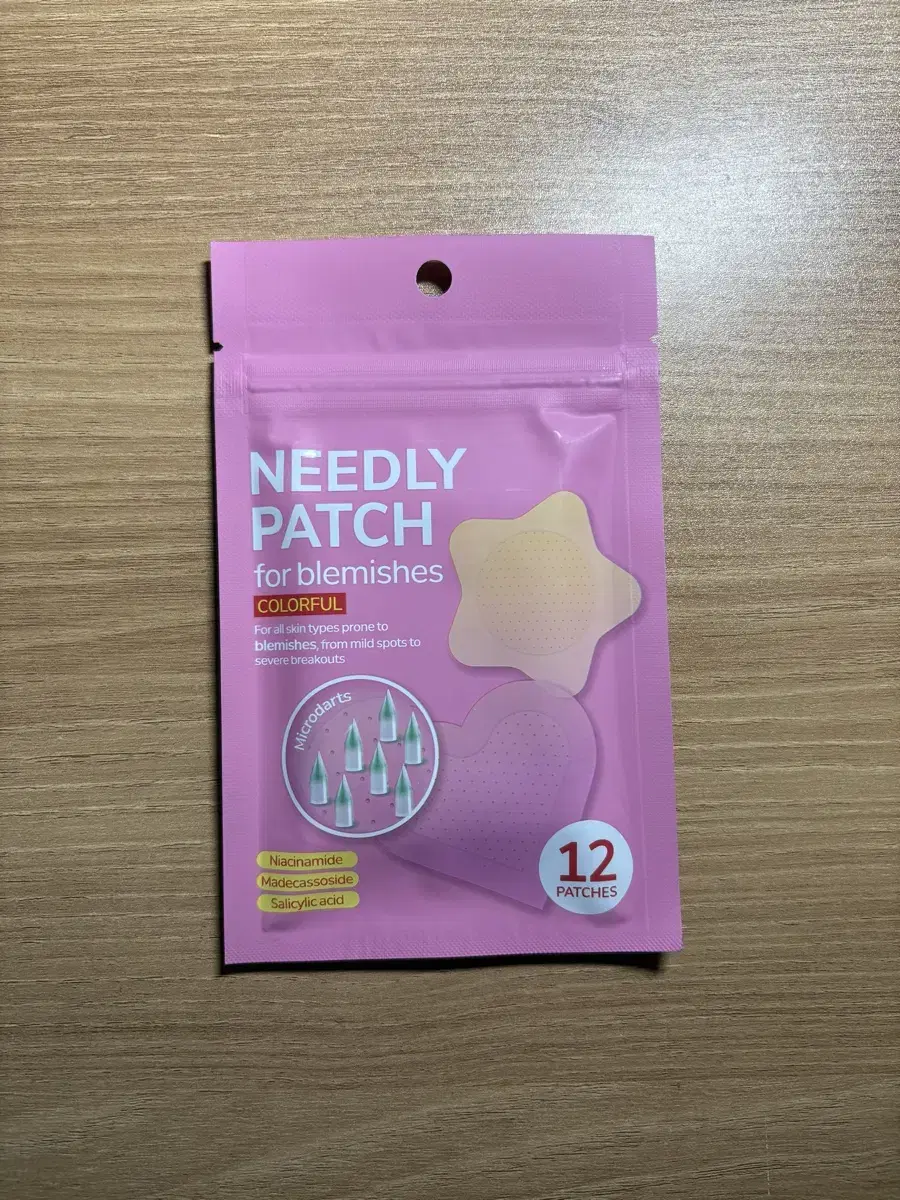 NEEDLY
PATCH
for blemishes
COLORFUL
For all skin types prone to
blemishes, from mild spots to
severe breakouts
Microdarts
Niacinamide
Madecassoside
Salicylic acid
12
PATCHES